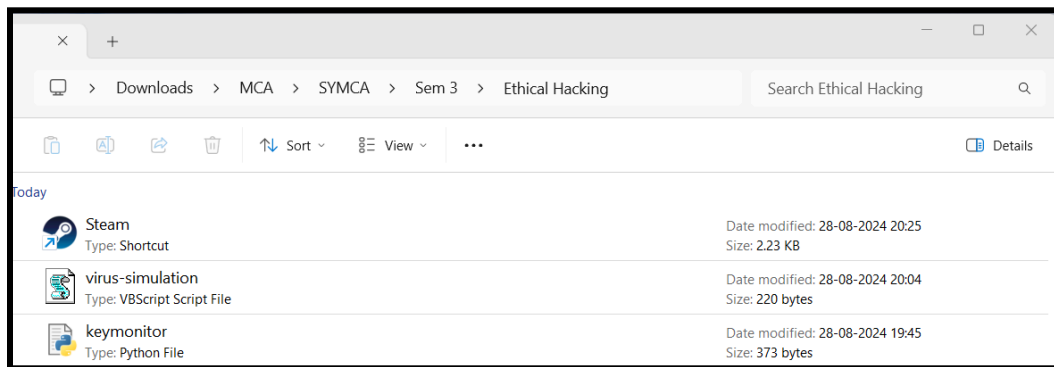 Downloads > MCA > SYMCA > Sem 3 > Ethical Hacking Search Ethical Hacking
Sort View Details
Today
Steam Date modified: 28-08-2024 20:25
Type: Shortcut Size: 2.23 KB
virus-simulation Date modified: 28-08-2024 20:04
Type: VBScript Script File Size: 220 bytes
keymonitor Date modified: 28-08-2024 19:45
Type: Python File Size: 373 bytes